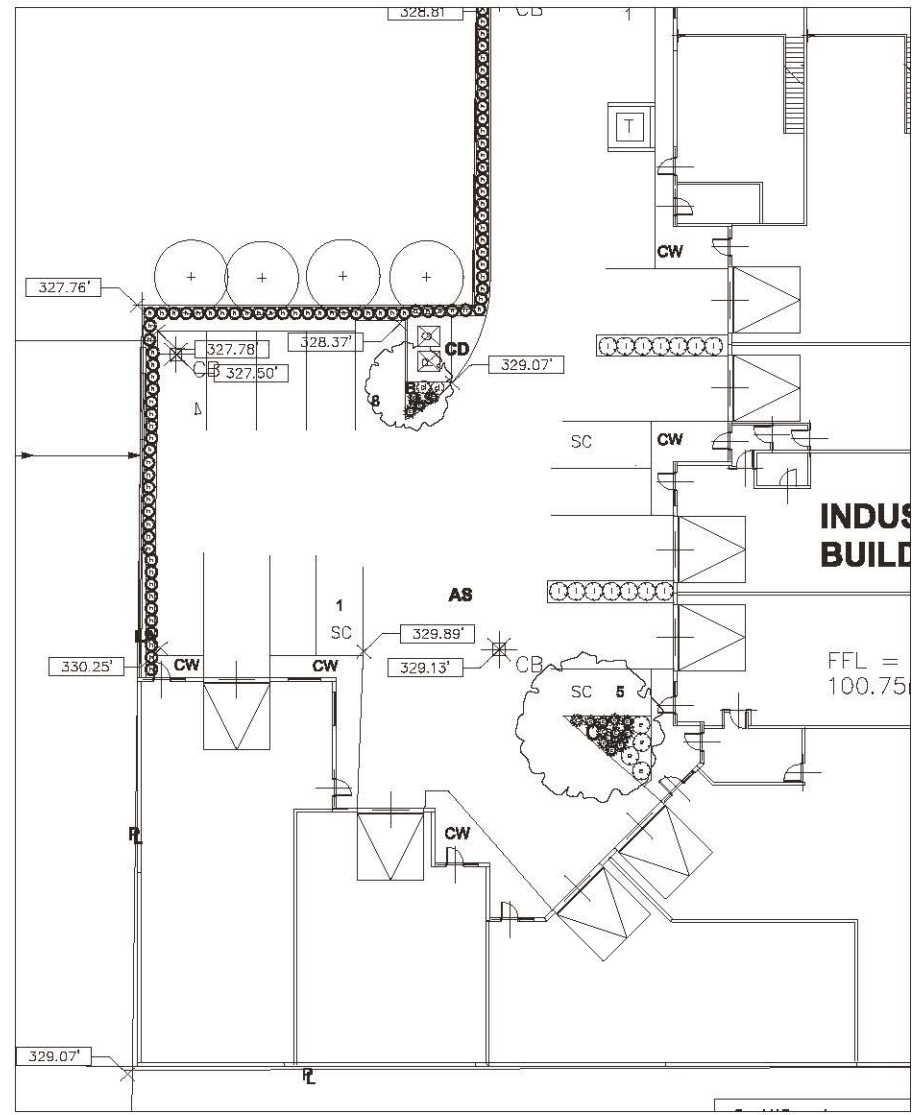 328.81'
CB
1
T
CW
327.76'
327.78'
328.37'
CD
CB
327.50'
329.07'
B
8
4
SC
CW
INDUS
BUILD
1
AS
SC
329.89'
330.25'
CW
CW
329.13'
CB
FFL =
100.75
SC
5
C
PL
CW
329.07'
PL